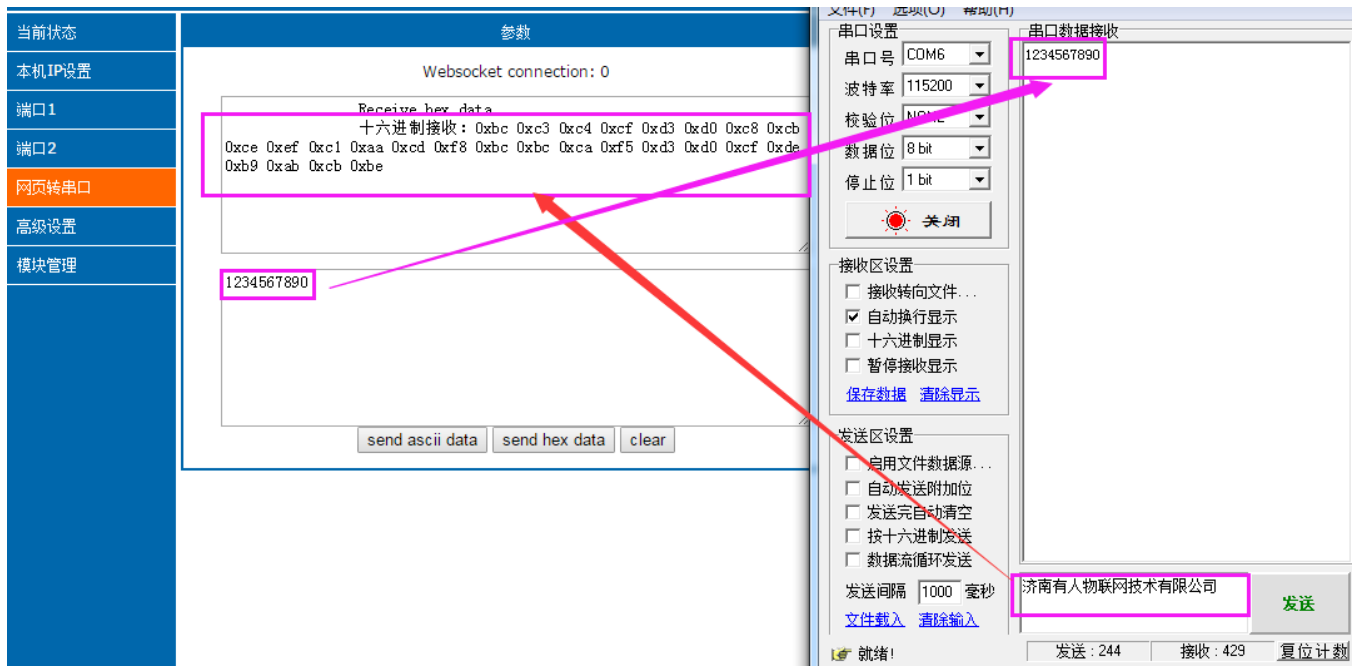 当前状态
本机IP设置
端口1
端口2
网页转串口
高级设置
模块管理
参数
Websocket connection: 0
Receive hex data
十六进制接收：0xbc 0xc3 0xc4 0xcf 0xd3 0xd0 0xc8 0xcb
0xce 0xef 0xc1 0xaa 0xcd 0xf8 0xbc 0xbc 0xca 0xf5 0xd3 0xd0 0xcf 0xde
0xb9 0xab 0xcb 0xbe
1234567890
send ascii data send hex data clear
文件(F) 选项(O) 帮助(H)
串口设置
串口号 COM6
波特率 115200
校验位 NONE
数据位 8 bit
停止位 1 bit
关闭
接收区设置
接收转向文件...
自动换行显示
十六进制显示
暂停接收显示
保存数据 清除显示
发送区设置
启用文件数据源...
自动发送附加位
发送完自动清空
按十六进制发送
数据流循环发送
发送间隔 1000 毫秒
文件载入 清除输入
串口数据接收
1234567890
济南有人物联网技术有限公司
发送
就绪! 发送:244 接收:429 复位计数